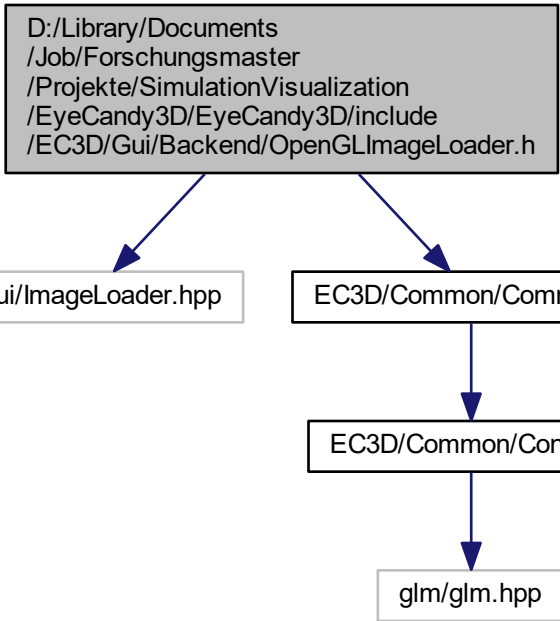 D:/Library/Documents
/Job/Forschungsmaster
/Projekte/SimulationVisualization
/EyeCandy3D/EyeCandy3D/include
/EC3D/Gui/Backend/OpenGLImageLoader.h
ui/ImageLoader.hpp
EC3D/Common/Comm
EC3D/Common/Con
glm/glm.hpp